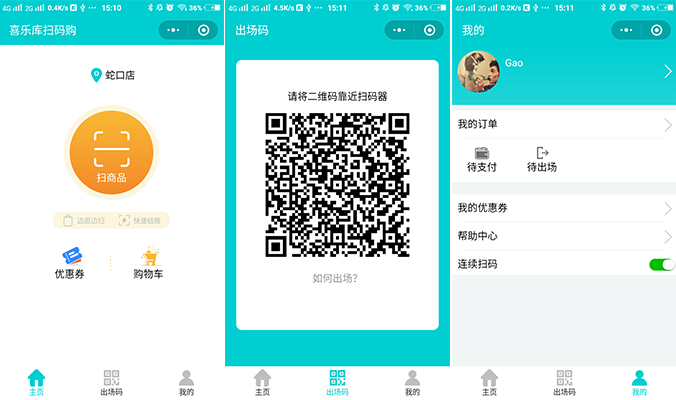 4G 2G 0.4K/s 15:10 36%
喜乐库扫码购
蛇口店
扫商品
边逛边扫 快速结账
优惠券 购物车
主页 出场码 我的
4G 2G 4.5K/s 15:11 36%
出场码
请将二维码靠近扫码器
如何出场?
主页 出场码 我的
4G 2G 0.2K/s 15:11 36%
我的
Gao
我的订单
待支付 待出场
我的优惠券
帮助中心
连续扫码
主页 出场码 我的